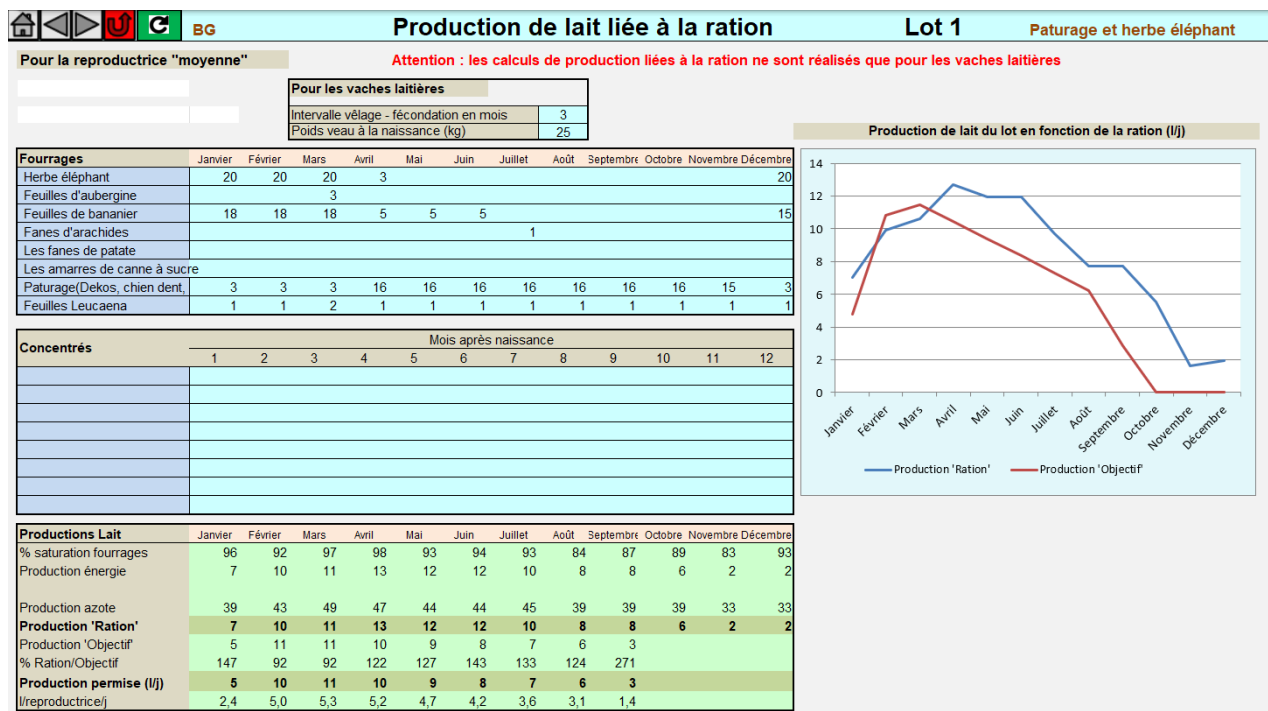 BG Production de lait liée à la ration Lot 1 Paturage et herbe éléphant
Pour la reproductrice "moyenne" Attention : les calculs de production liées à la ration ne sont réalisés que pour les vaches laitières
Pour les vaches laitières
Intervalle vêlage - fécondation en mois 3
Poids veau à la naissance (kg) 25
Fourrages Janvier Février Mars Avril Mai Juin Juillet Août Septembre Octobre Novembre Décembre
Herbe éléphant 20 20 20 3 20
Feuilles d'aubergine 3
Feuilles de bananier 18 18 18 5 5 5 15
Fanes d'arachides 1
Les fanes de patate
Les amarres de canne à sucre
Paturage(Dekos, chien dent, 3 3 3 16 16 16 16 16 16 16 15 3
Feuilles Leucaena 1 1 2 1 1 1 1 1 1 1 1 1
Concentrés Mois après naissance
1 2 3 4 5 6 7 8 9 10 11 12
Productions Lait Janvier Février Mars Avril Mai Juin Juillet Août Septembre Octobre Novembre Décembre
% saturation fourrages 96 92 97 98 93 94 93 84 87 89 83 93
Production énergie 7 10 11 13 12 12 10 8 8 6 2 2
Production azote 39 43 49 47 44 44 45 39 39 39 33 33
Production 'Ration' 7 10 11 13 12 12 10 8 8 6 2 2
Production 'Objectif' 5 11 11 10 9 8 7 6 3
% Ration/Objectif 147 92 92 122 127 143 133 124 271
Production permise (l/j) 5 10 11 10 9 8 7 6 3
l/reproductrice/j 2,4 5,0 5,3 5,2 4,7 4,2 3,6 3,1 1,4
Production de lait du lot en fonction de la ration (l/j)
14
12
10
8
6
4
2
0
Janvier Février Mars Avril Mai Juin Juillet Août Septembre Octobre Novembre Décembre
Production 'Ration' Production 'Objectif'